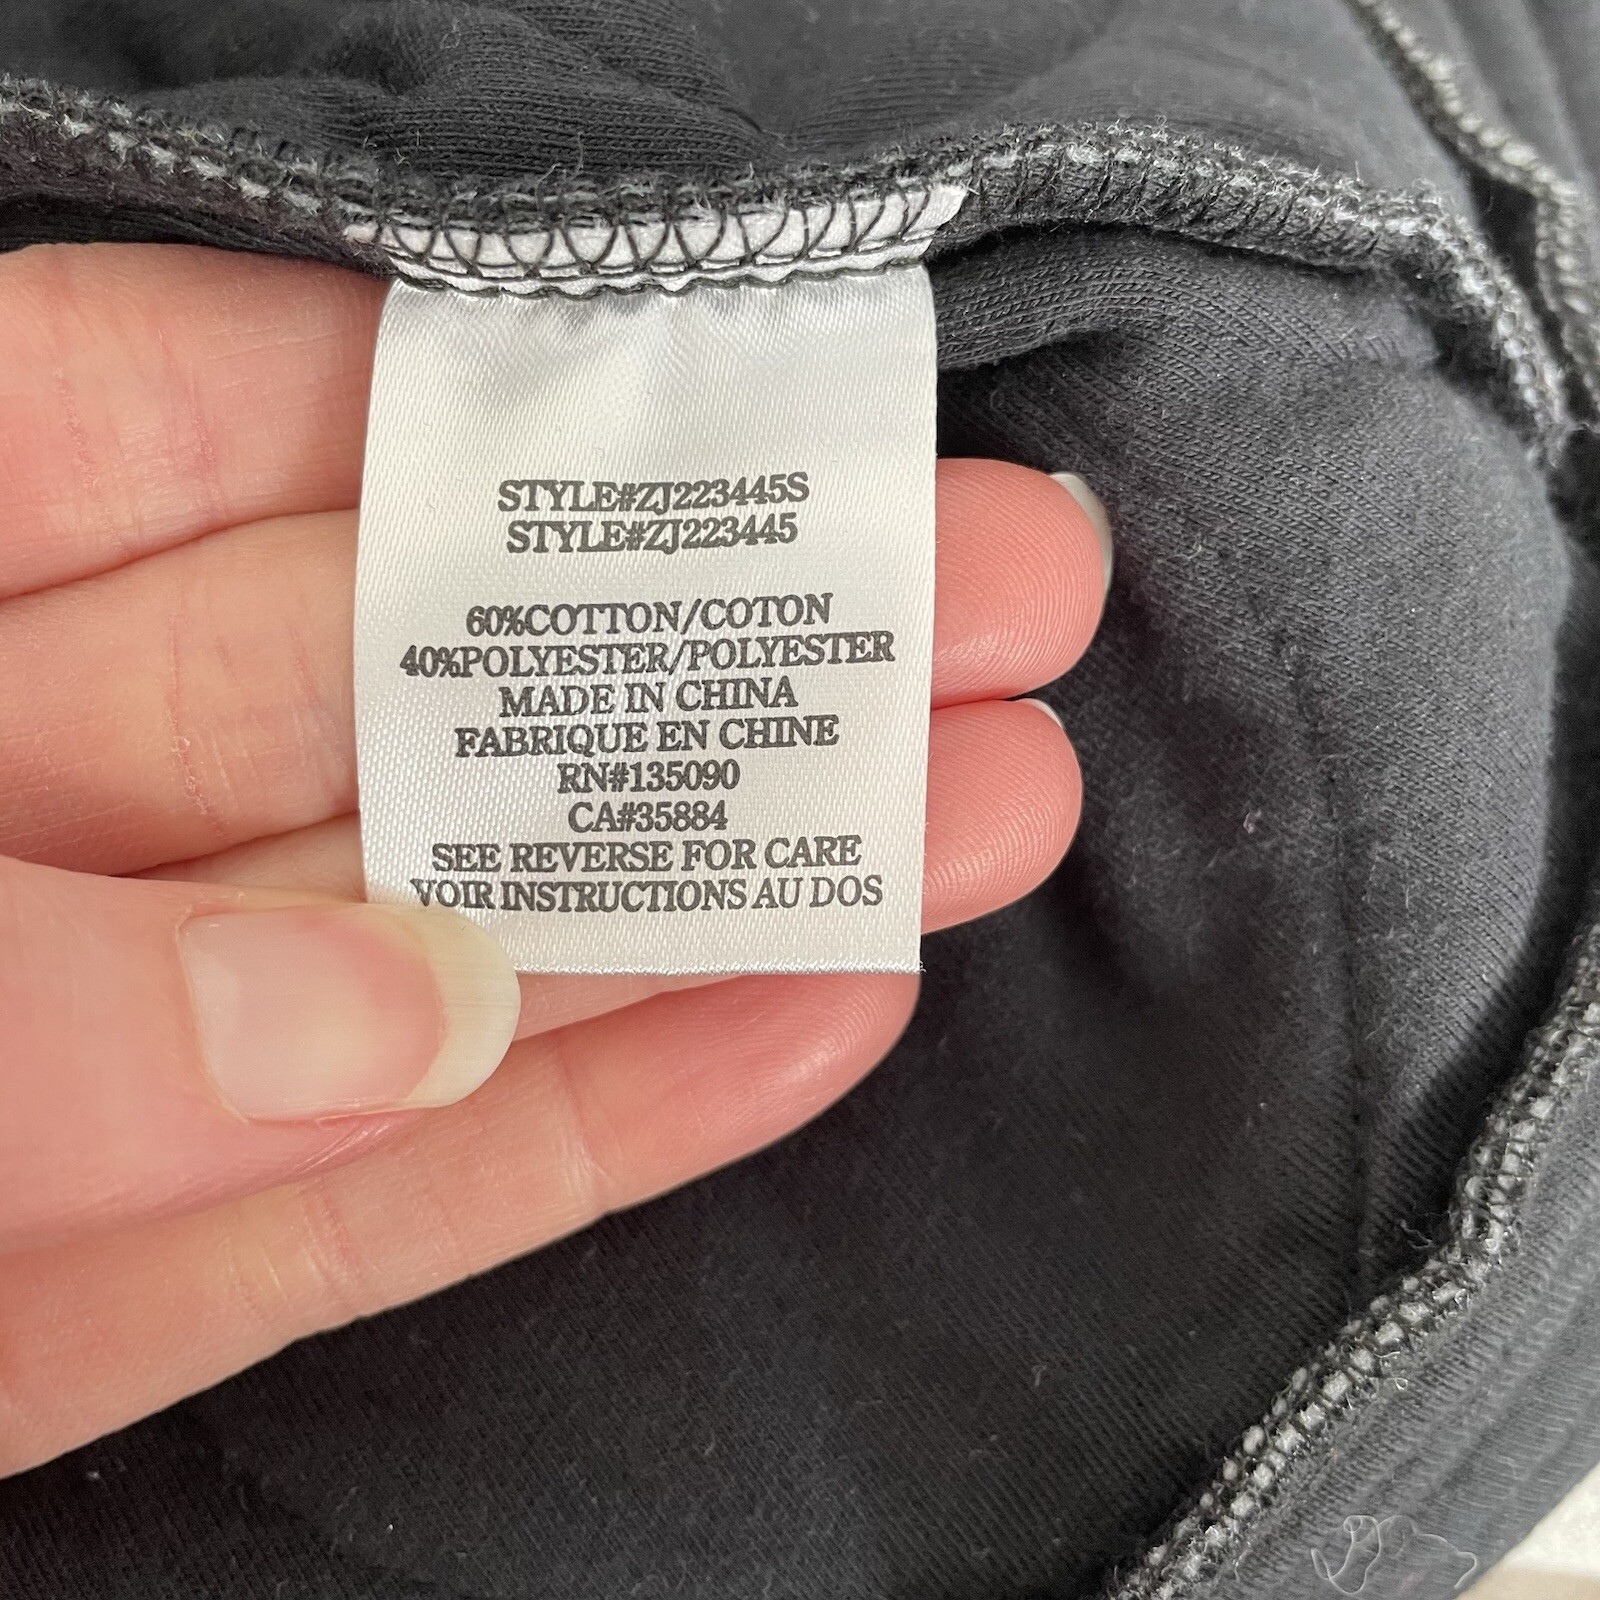 STYLE#ZJ223445S
STYLE#ZJ223445
60%COTTON/COTON
40%POLYESTER/POLYESTER
MADE IN CHINA
FABRIQUE EN CHINE
RN#135090
CA#35884
SEE REVERSE FOR CARE
VOIR INSTRUCTIONS AU DOS